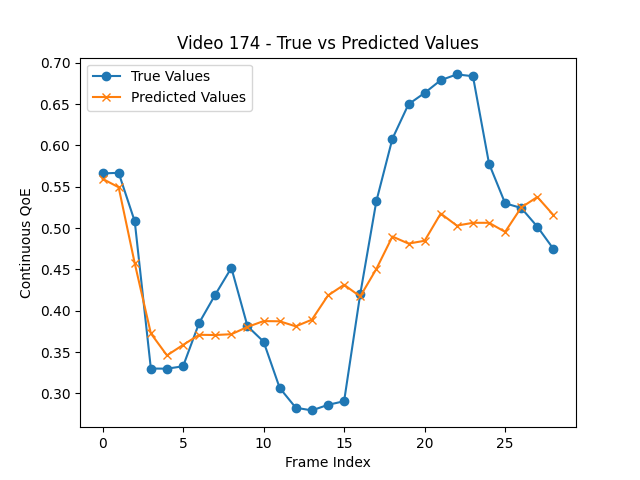 Video 174 - True vs Predicted Values
True Values
Predicted Values
0.70
0.65
0.60
0.55
0.50
0.45
0.40
0.35
0.30
Continuous QoE
0 5 10 15 20 25
Frame Index